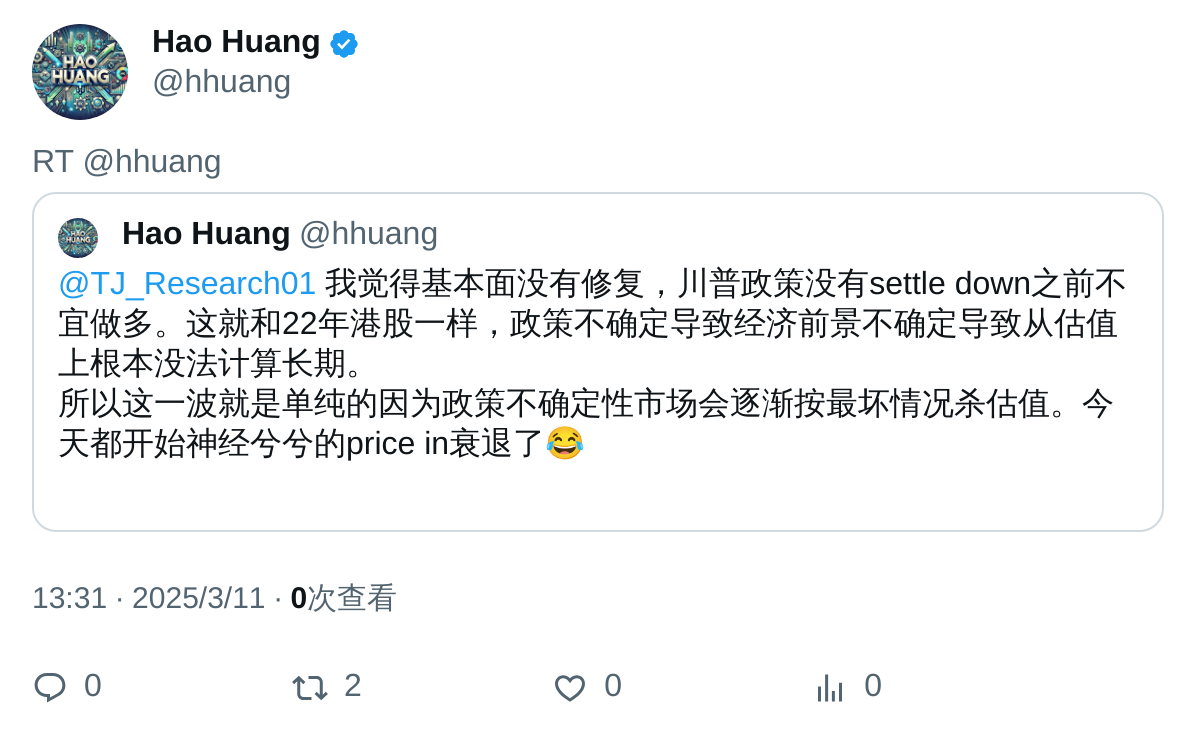 Hao Huang
@hhuang
HAO
HUANG
RT @hhuang
Hao Huang @hhuang
HAO
HUANG
@TJ_Research01 我觉得基本面没有修复，川普政策没有settle down之前不
宜做多。这就和22年港股一样，政策不确定导致经济前景不确定导致从估值
上根本没法计算长期。
所以这一波就是单纯的因为政策不确定性市场会逐渐按最坏情况杀估值。今
天都开始神经兮兮的price in衰退了😂
13:31 · 2025/3/11 · 0次查看
0 2 0 0